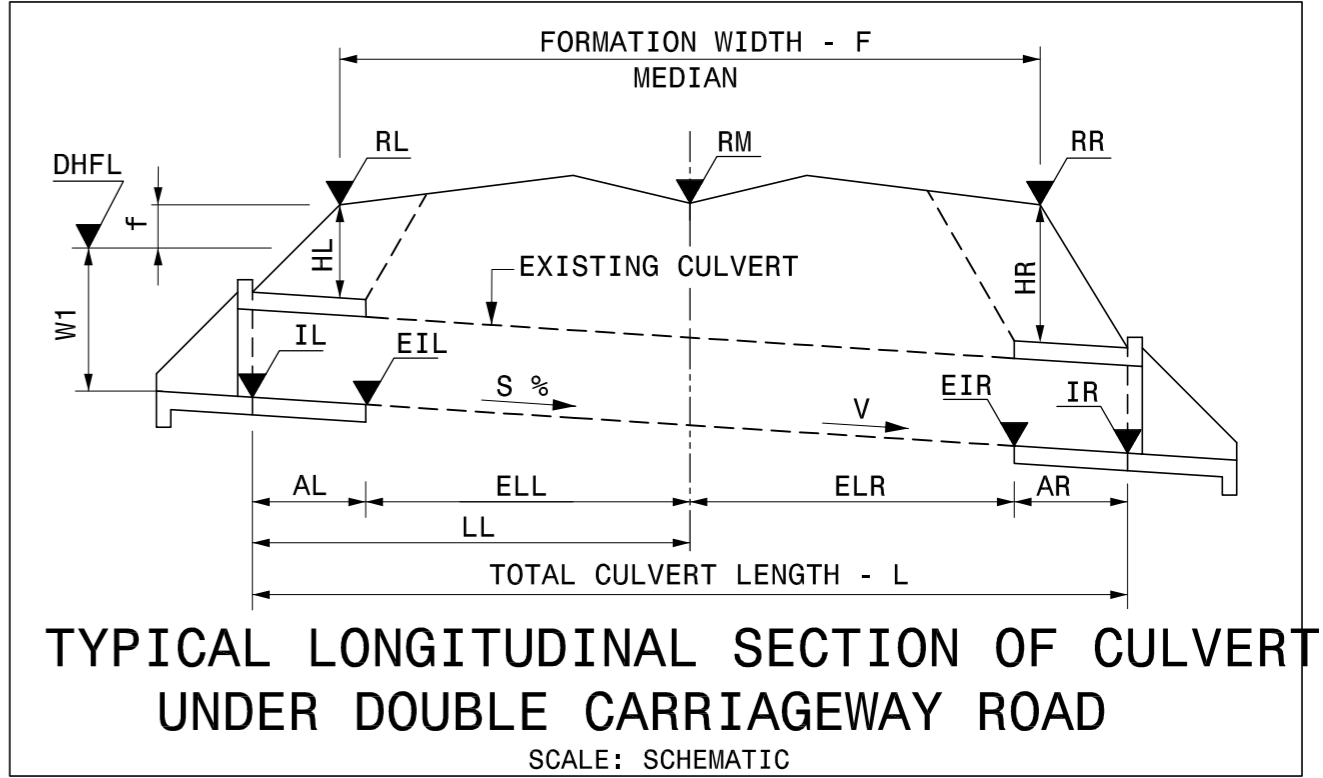 FORMATION WIDTH - F
MEDIAN
RL
RM
RR
DHFL
f
HL
EXISTING CULVERT
HR
W1
IL
EIL
S %
V
EIR
IR
AL
ELL
ELR
AR
LL
TOTAL CULVERT LENGTH - L
TYPICAL LONGITUDINAL SECTION OF CULVERT
UNDER DOUBLE CARRIAGEWAY ROAD
SCALE: SCHEMATIC